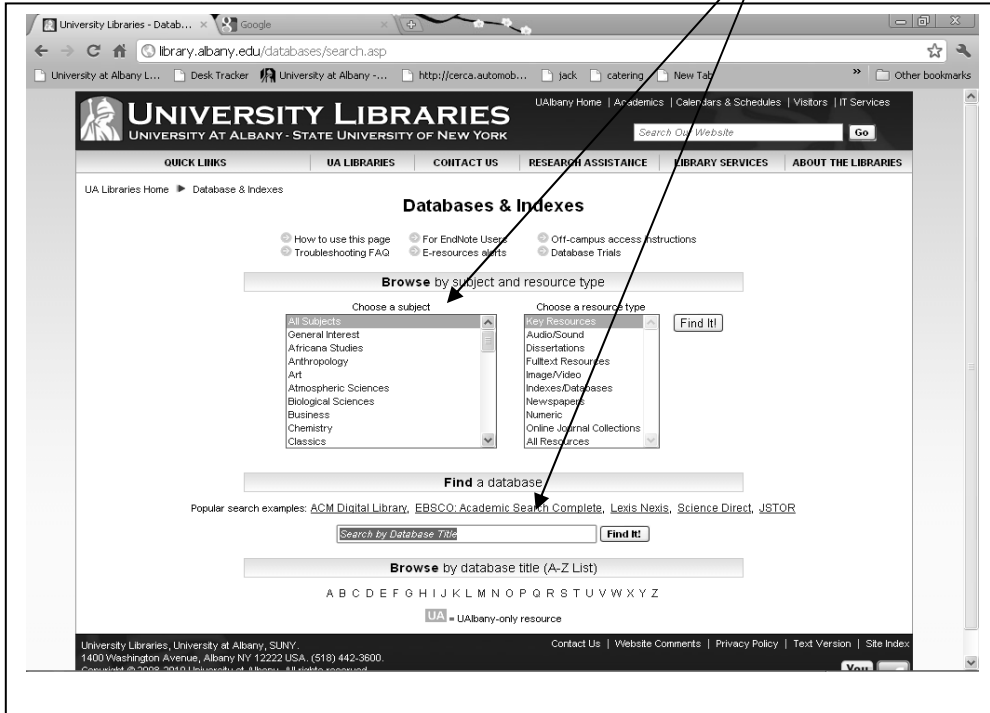 University Libraries - Datab... Google
library.albany.edu/databases/search.asp
University at Albany L... Desk Tracker University at Albany -... http://cerca.automob... jack catering New Tab » Other bookmarks
UNIVERSITY LIBRARIES
UNIVERSITY AT ALBANY - STATE UNIVERSITY OF NEW YORK
UAlbany Home | Academics | Calendars & Schedules | Visitors | IT Services
Search Our Website Go
QUICK LINKS UA LIBRARIES CONTACT US RESEARCH ASSISTANCE LIBRARY SERVICES ABOUT THE LIBRARIES
UA Libraries Home ► Database & Indexes
Databases & Indexes
How to use this page For EndNote Users Off-campus access instructions
Troubleshooting FAQ E-resources alerts Database Trials
Browse by subject and resource type
Choose a subject Choose a resource type
All Subjects Key Resources Find It!
General Interest Audio/Sound
Africana Studies Dissertations
Anthropology Fulltext Resources
Art Image/Video
Atmospheric Sciences Indexes/Databases
Biological Sciences Newspapers
Business Numeric
Chemistry Online Journal Collections
Classics All Resources
Find a database
Popular search examples: ACM Digital Library, EBSCO: Academic Search Complete, Lexis Nexis, Science Direct, JSTOR
Search by Database Title Find It!
Browse by database title (A-Z List)
A B C D E F G H I J K L M N O P Q R S T U V W X Y Z
UA = UAlbany-only resource
University Libraries, University at Albany, SUNY. Contact Us | Website Comments | Privacy Policy | Text Version | Site Index
1400 Washington Avenue, Albany NY 12222 USA. (518) 442-3600.
Copyright © 2008-2010 University at Albany. All rights reserved. You